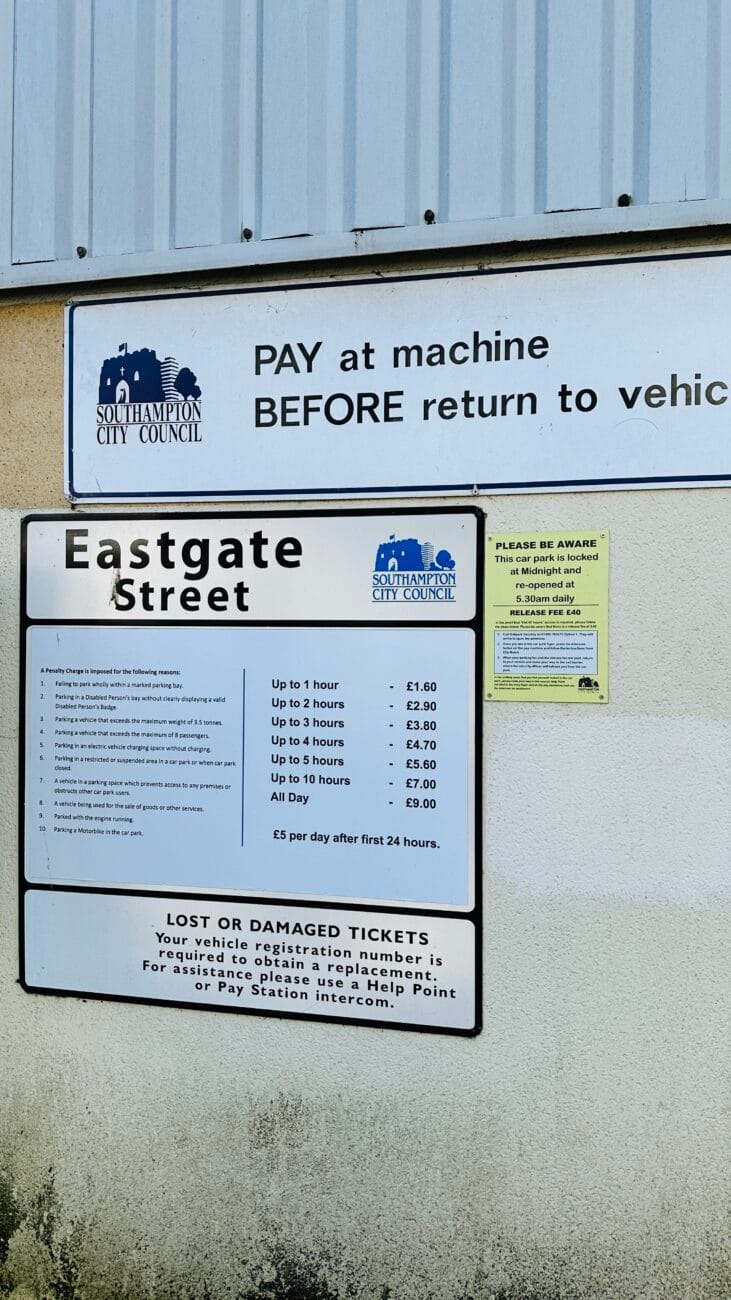 SOUTHAMPTON
CITY COUNCIL
PAY at machine
BEFORE return to vehic
Eastgate
Street
SOUTHAMPTON
CITY COUNCIL
A Penalty Charge is imposed for the following reasons:
1. Failing to park wholly within a marked parking bay.
2. Parking in a Disabled Person's bay without clearly displaying a valid
Disabled Person's Badge.
3. Parking a vehicle that exceeds the maximum weight of 3.5 tonnes.
4. Parking a vehicle that exceeds the maximum of 8 passengers.
5. Parking in an electric vehicle charging space without charging.
6. Parking in a restricted or suspended area in a car park or when car park
closed.
7. A vehicle in a parking space which prevents access to any premises or
obstructs other car park users.
8. A vehicle being used for the sale of goods or other services.
9. Parked with the engine running.
10. Parking a Motorbike in the car park.
Up to 1 hour - £1.60
Up to 2 hours - £2.90
Up to 3 hours - £3.80
Up to 4 hours - £4.70
Up to 5 hours - £5.60
Up to 10 hours - £7.00
All Day - £9.00
£5 per day after first 24 hours.
LOST OR DAMAGED TICKETS
Your vehicle registration number is
required to obtain a replacement.
For assistance please use a Help Point
or Pay Station intercom.
PLEASE BE AWARE
This car park is locked
at Midnight and
re-opened at
5.30am daily
RELEASE FEE £40